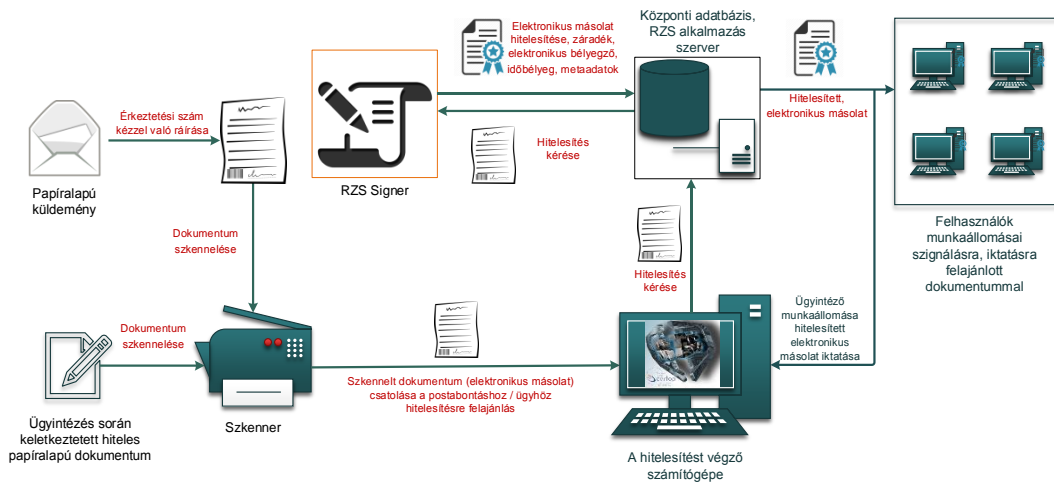 Elektronikus másolat
hitelesítése, záradék,
elektronikus bélyegző,
időbélyeg, metaadatok
Központi adatbázis,
RZS alkalmazás
szerver
Érkeztetési szám
kézzel való ráírása
Hitelesítés
kérése
Hitelesített,
elektronikus másolat
Papíralapú
küldemény
RZS Signer
Dokumentum
szkennelése
Hitelesítés
kérése
Felhasználók
munkaállomásai
szignálásra, iktatásra
felajánlott
dokumentummal
Dokumentum
szkennelése
Ügyintéző
munkaállomása
hitelesített
elektronikus
másolat iktatása
Szkennelt dokumentum (elektronikus másolat)
csatolása a postabontáshoz / ügyhöz
hitelesítésre felajánlás
Ügyintézés során
keletkeztetett hiteles
papíralapú dokumentum
Szkenner
A hitelesítést végző
számítógépe